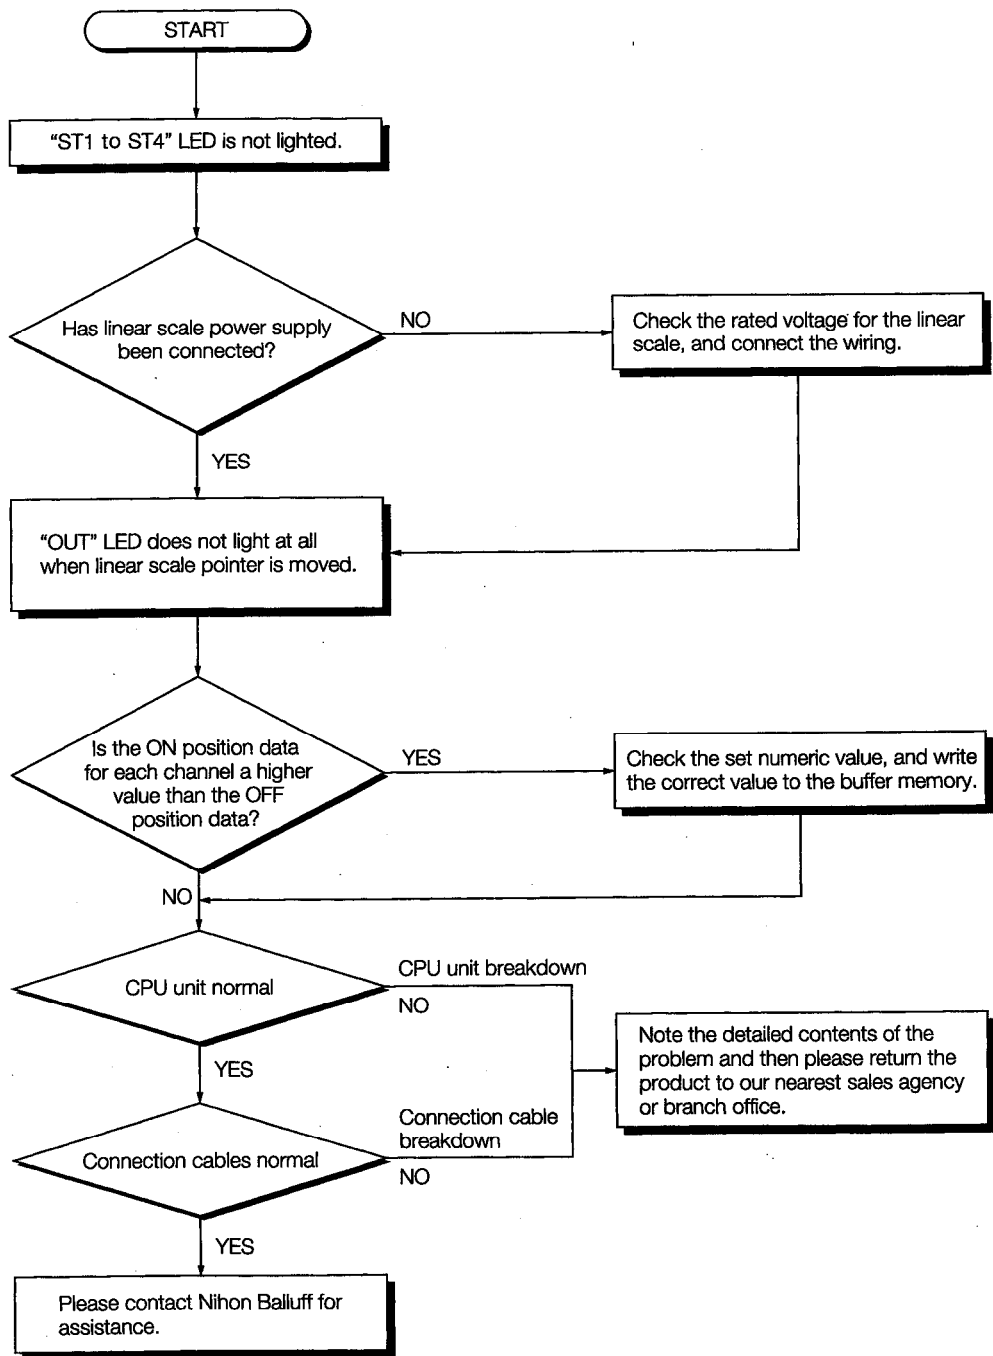 START
“ST1 to ST4” LED is not lighted.
Has linear scale power supply
been connected?
NO
Check the rated voltage for the linear
scale, and connect the wiring.
YES
“OUT” LED does not light at all
when linear scale pointer is moved.
Is the ON position data
for each channel a higher
value than the OFF
position data?
YES
Check the set numeric value, and write
the correct value to the buffer memory.
NO
CPU unit normal
CPU unit breakdown
NO
Note the detailed contents of the
problem and then please return the
product to our nearest sales agency
or branch office.
YES
Connection cables normal
Connection cable
breakdown
NO
YES
Please contact Nihon Balluff for
assistance.